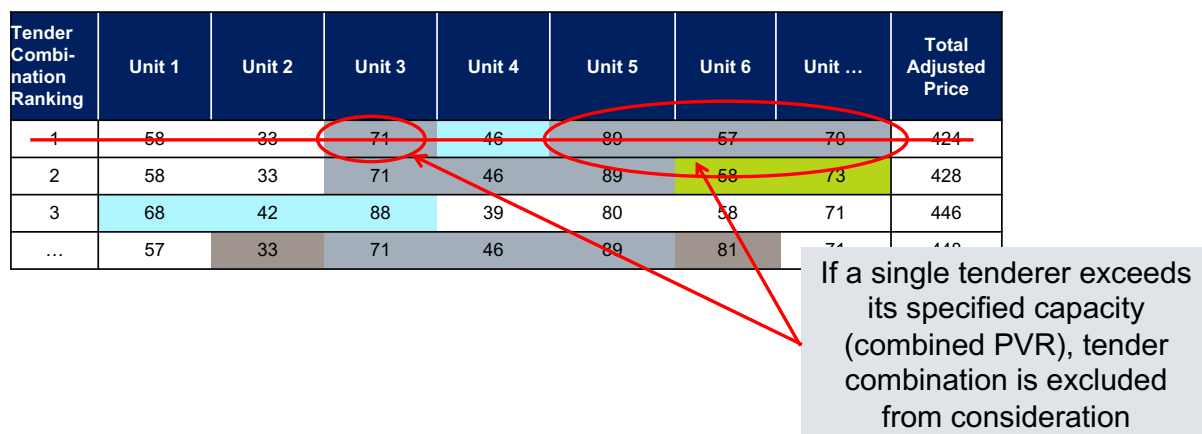 Tender Combi- nation Ranking Unit 1 Unit 2 Unit 3 Unit 4 Unit 5 Unit 6 Unit … Total Adjusted Price
1 58 33 71 46 89 57 70 424
2 58 33 71 46 89 58 73 428
3 68 42 88 39 80 58 71 446
… 57 33 71 46 89 81 71 448
If a single tenderer exceeds
its specified capacity
(combined PVR), tender
combination is excluded
from consideration